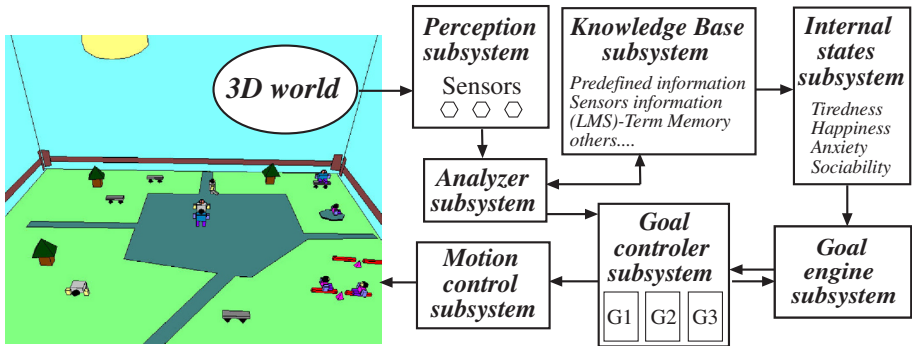 3D world
Perception
subsystem
Sensors
Knowledge Base
subsystem
Predefined information
Sensors information
(LMS)-Term Memory
others....
Internal
states
subsystem
Tiredness
Happiness
Anxiety
Sociability
Analyzer
subsystem
Motion
control
subsystem
Goal
controler
subsystem
G1 G2 G3
Goal
engine
subsystem